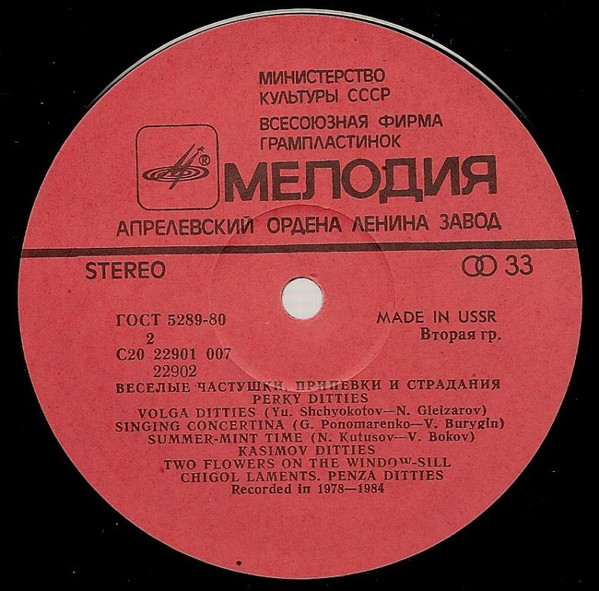 МИНИСТЕРСТВО
КУЛЬТУРЫ СССР
ВСЕСОЮЗНАЯ ФИРМА
ГРАМПЛАСТИНОК
®
МЕЛОДИЯ
АПРЕЛЕВСКИЙ ОРДЕНА ЛЕНИНА ЗАВОД
STEREO
33
ГОСТ 5289-80
MADE IN USSR
2
Вторая гр.
С20 22901 007
22902
ВЕСЕЛЫЕ ЧАСТУШКИ, ПРИПЕВКИ И СТРАДАНИЯ
PERKY DITTIES
VOLGA DITTIES (Yu. Shchyokotov—N. Gleizarov)
SINGING CONCERTINA (G. Ponomarenko—V. Burygin)
SUMMER-MINT TIME (N. Kutusov—V. Bokov)
KASIMOV DITTIES
TWO FLOWERS ON THE WINDOW-SILL
CHIGOL LAMENTS. PENZA DITTIES
Recorded in 1978—1984